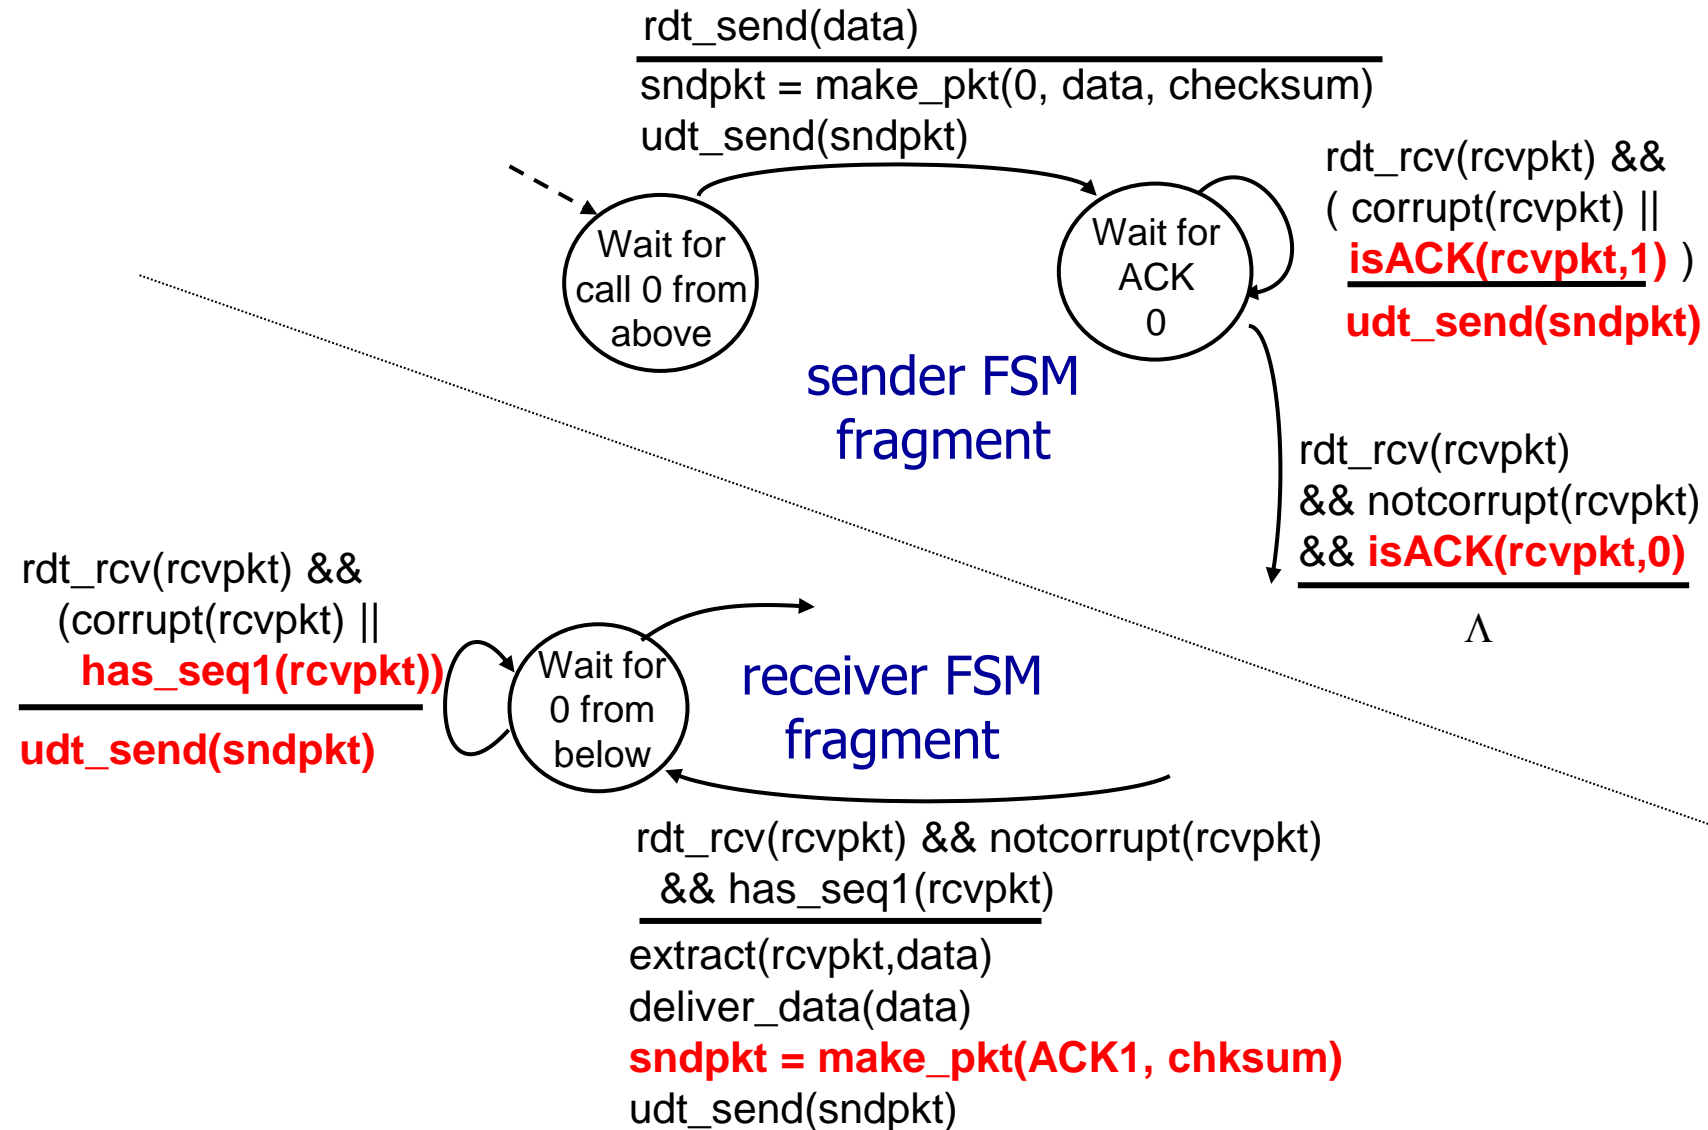 rdt_send(data)
sndpkt = make_pkt(0, data, checksum)
udt_send(sndpkt)
rdt_rcv(rcvpkt) &&
( corrupt(rcvpkt) ||
isACK(rcvpkt,1) )
udt_send(sndpkt)
Wait for
call 0 from
above
Wait for
ACK
0
sender FSM
fragment
rdt_rcv(rcvpkt)
&& notcorrupt(rcvpkt)
&& isACK(rcvpkt,0)
Λ
rdt_rcv(rcvpkt) &&
(corrupt(rcvpkt) ||
has_seq1(rcvpkt))
udt_send(sndpkt)
Wait for
0 from
below
receiver FSM
fragment
rdt_rcv(rcvpkt) && notcorrupt(rcvpkt)
&& has_seq1(rcvpkt)
extract(rcvpkt,data)
deliver_data(data)
sndpkt = make_pkt(ACK1, chksum)
udt_send(sndpkt)